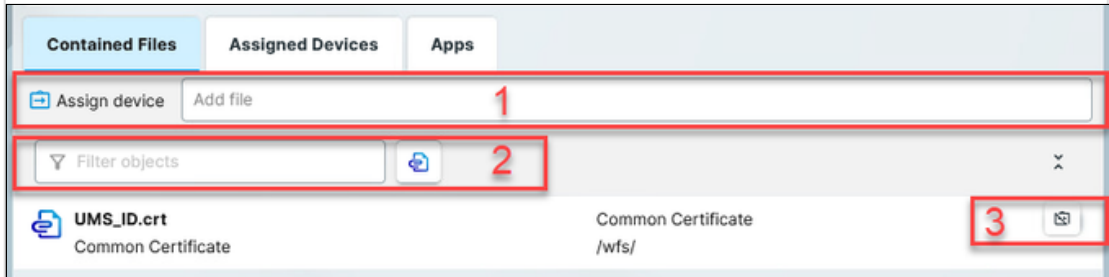 Contained Files Assigned Devices Apps
Assign device Add file 1
Filter objects 2
UMS_ID.crt Common Certificate 3
Common Certificate /wfs/